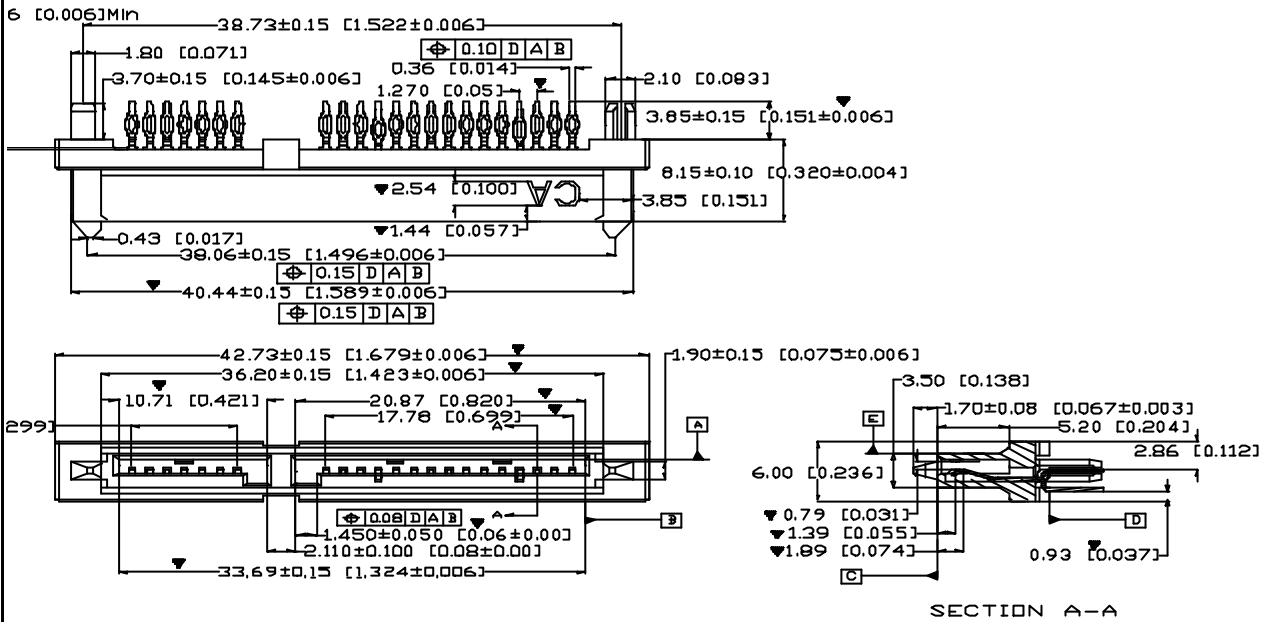 6 [0.006]Min
38.73±0.15 [1.522±0.006]
1.80 [0.071]
0.10 D A B
3.70±0.15 [0.145±0.006]
0.36 [0.014]
2.10 [0.083]
1.270 [0.05]
3.85±0.15 [0.151±0.006]
8.15±0.10 [0.320±0.004]
2.54 [0.100]
3.85 [0.151]
1.44 [0.057]
0.43 [0.017]
38.06±0.15 [1.496±0.006]
0.15 D A B
40.44±0.15 [1.589±0.006]
0.15 D A B
42.73±0.15 [1.679±0.006]
1.90±0.15 [0.075±0.006]
36.20±0.15 [1.423±0.006]
3.50 [0.138]
10.71 [0.421]
20.87 [0.820]
1.70±0.08 [0.067±0.003]
17.78 [0.699]
299]
A
A
E
5.20 [0.204]
2.86 [0.112]
6.00 [0.236]
0.08 D A B
A
B
0.79 [0.031]
D
1.450±0.050 [0.06±0.00]
1.39 [0.055]
2.110±0.100 [0.08±0.00]
1.89 [0.074]
0.93 [0.037]
33.69±0.15 [1.324±0.006]
C
SECTION A-A